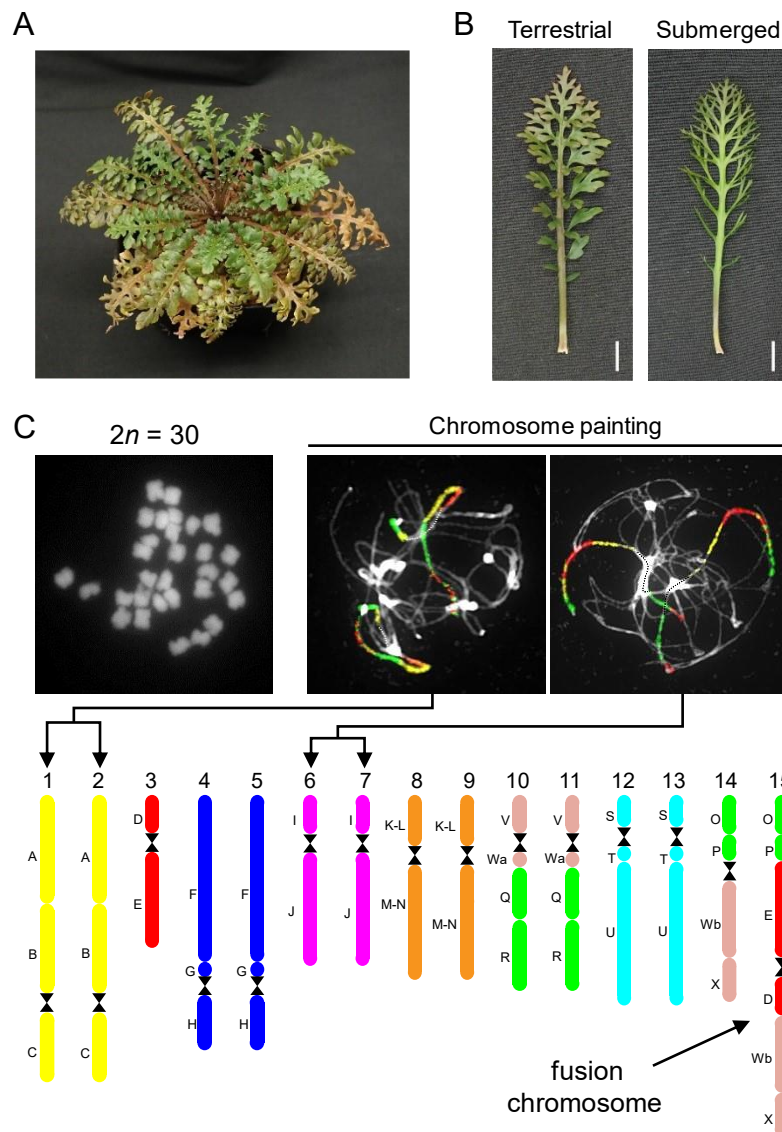 A
B
Terrestrial
Submerged
C
2n = 30
Chromosome painting
1 2 3 4 5 6 7 8 9 10 11 12 13 14 15
D I I K-L K-L V V S S O O
Wa Wa T T P P
A A E F F J J M-N M-N Q Q U U Wb E
B B G G R R X D
C C H H Wb
X
fusion
chromosome